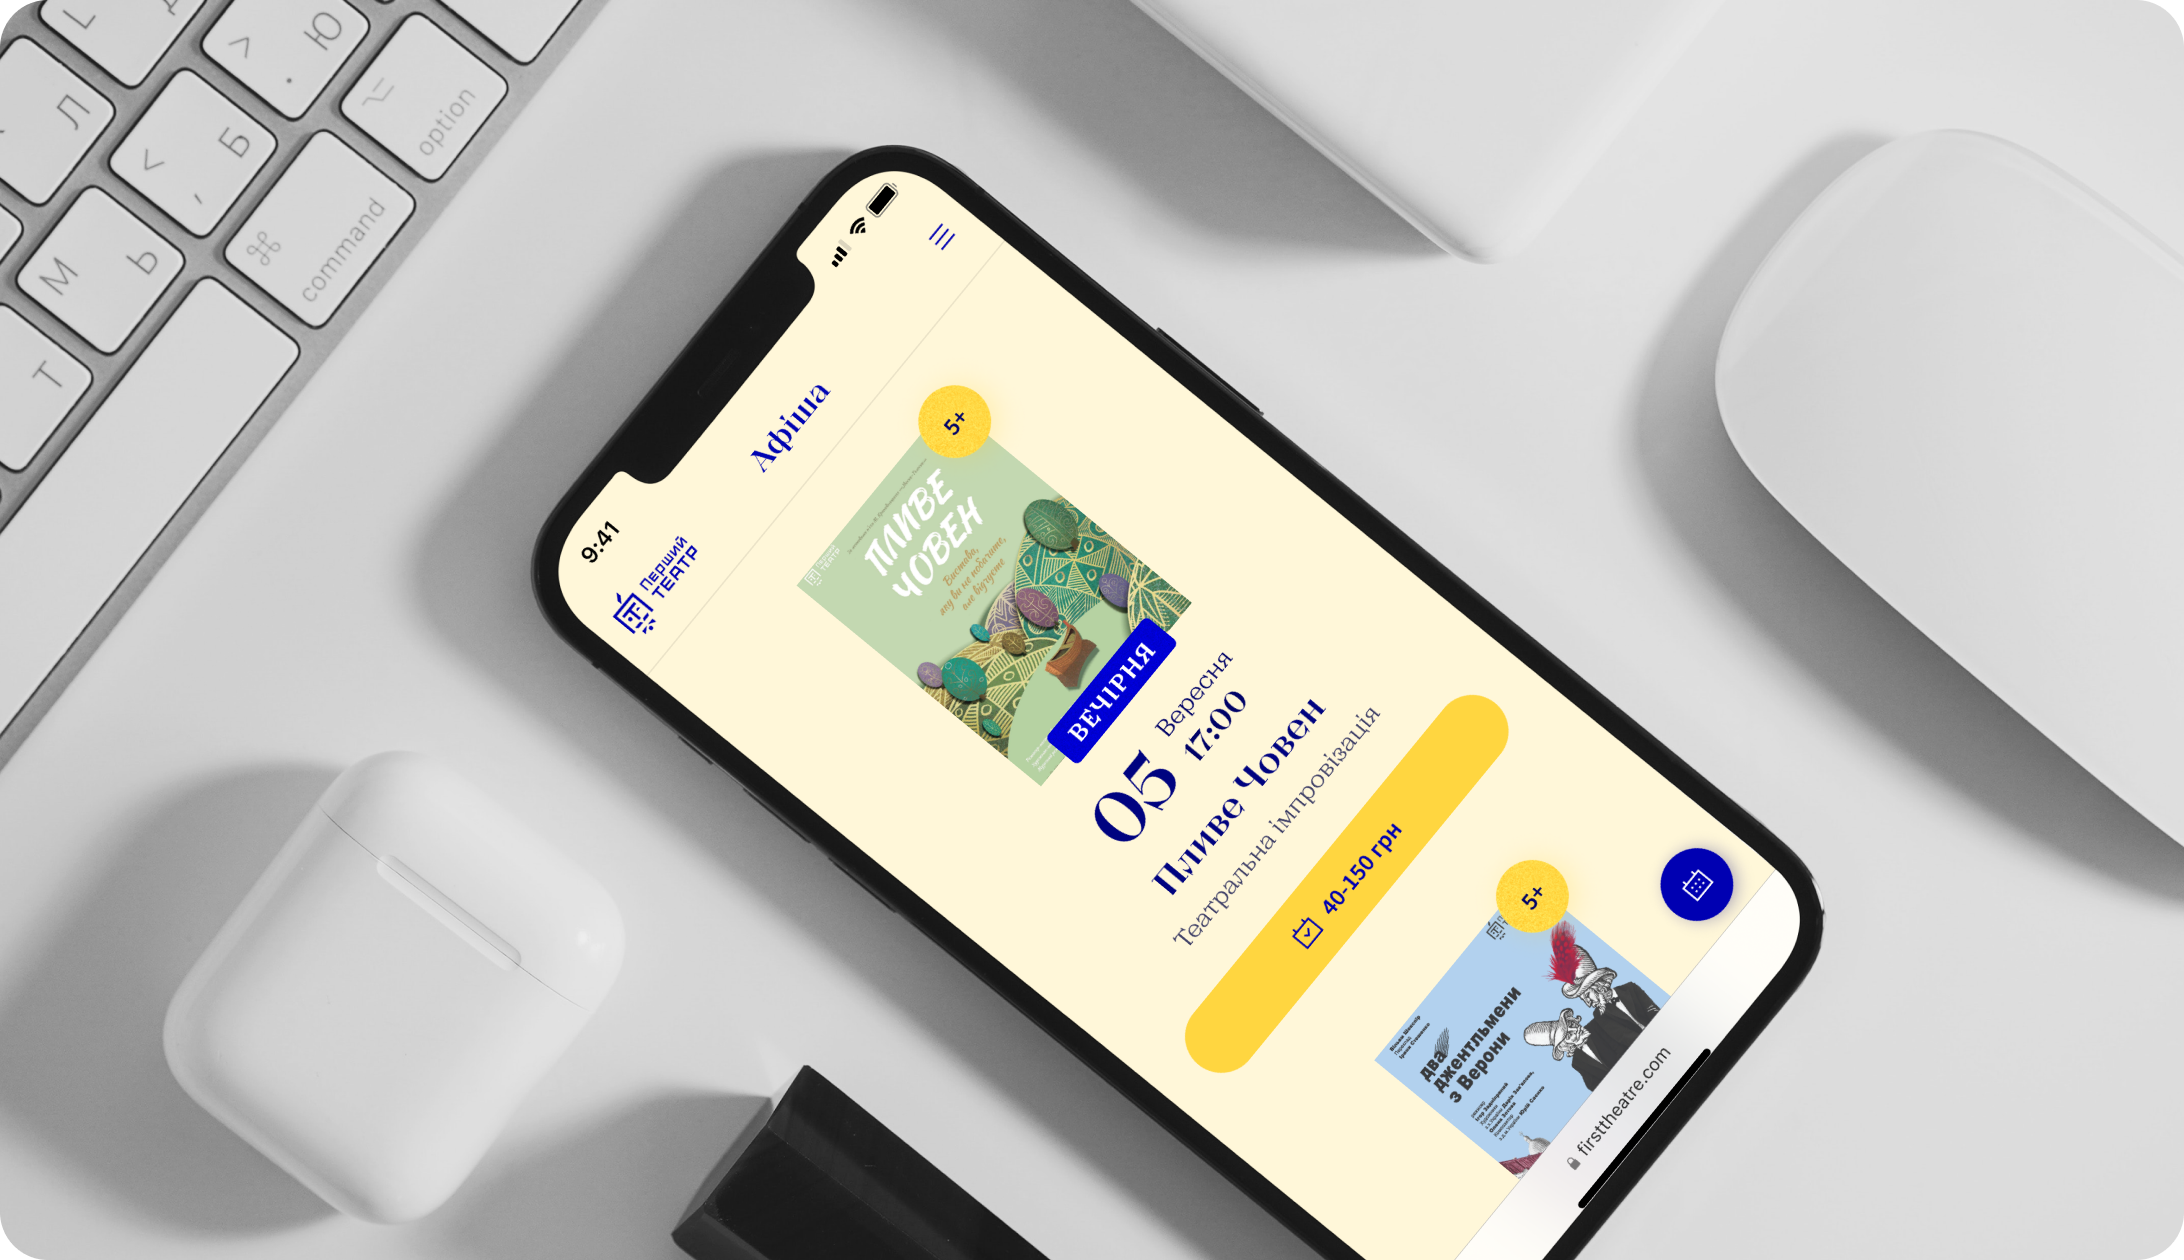 9:41
Перший
ТЕАТР
Афіша
5+
ПЛИВЕ
ЧОВЕН
Вистава,
яку ви не побачите,
але відчуєте
ВЕЧІРНЯ
05
Вересня
17:00
Пливе Човен
Театральна імпровізація
40-150 грн
5+
два
джентльмени
з Верони
firsttheatre.com
L
Л
>
.
Ю
option
<
,
Б
command
М
Ь
Т